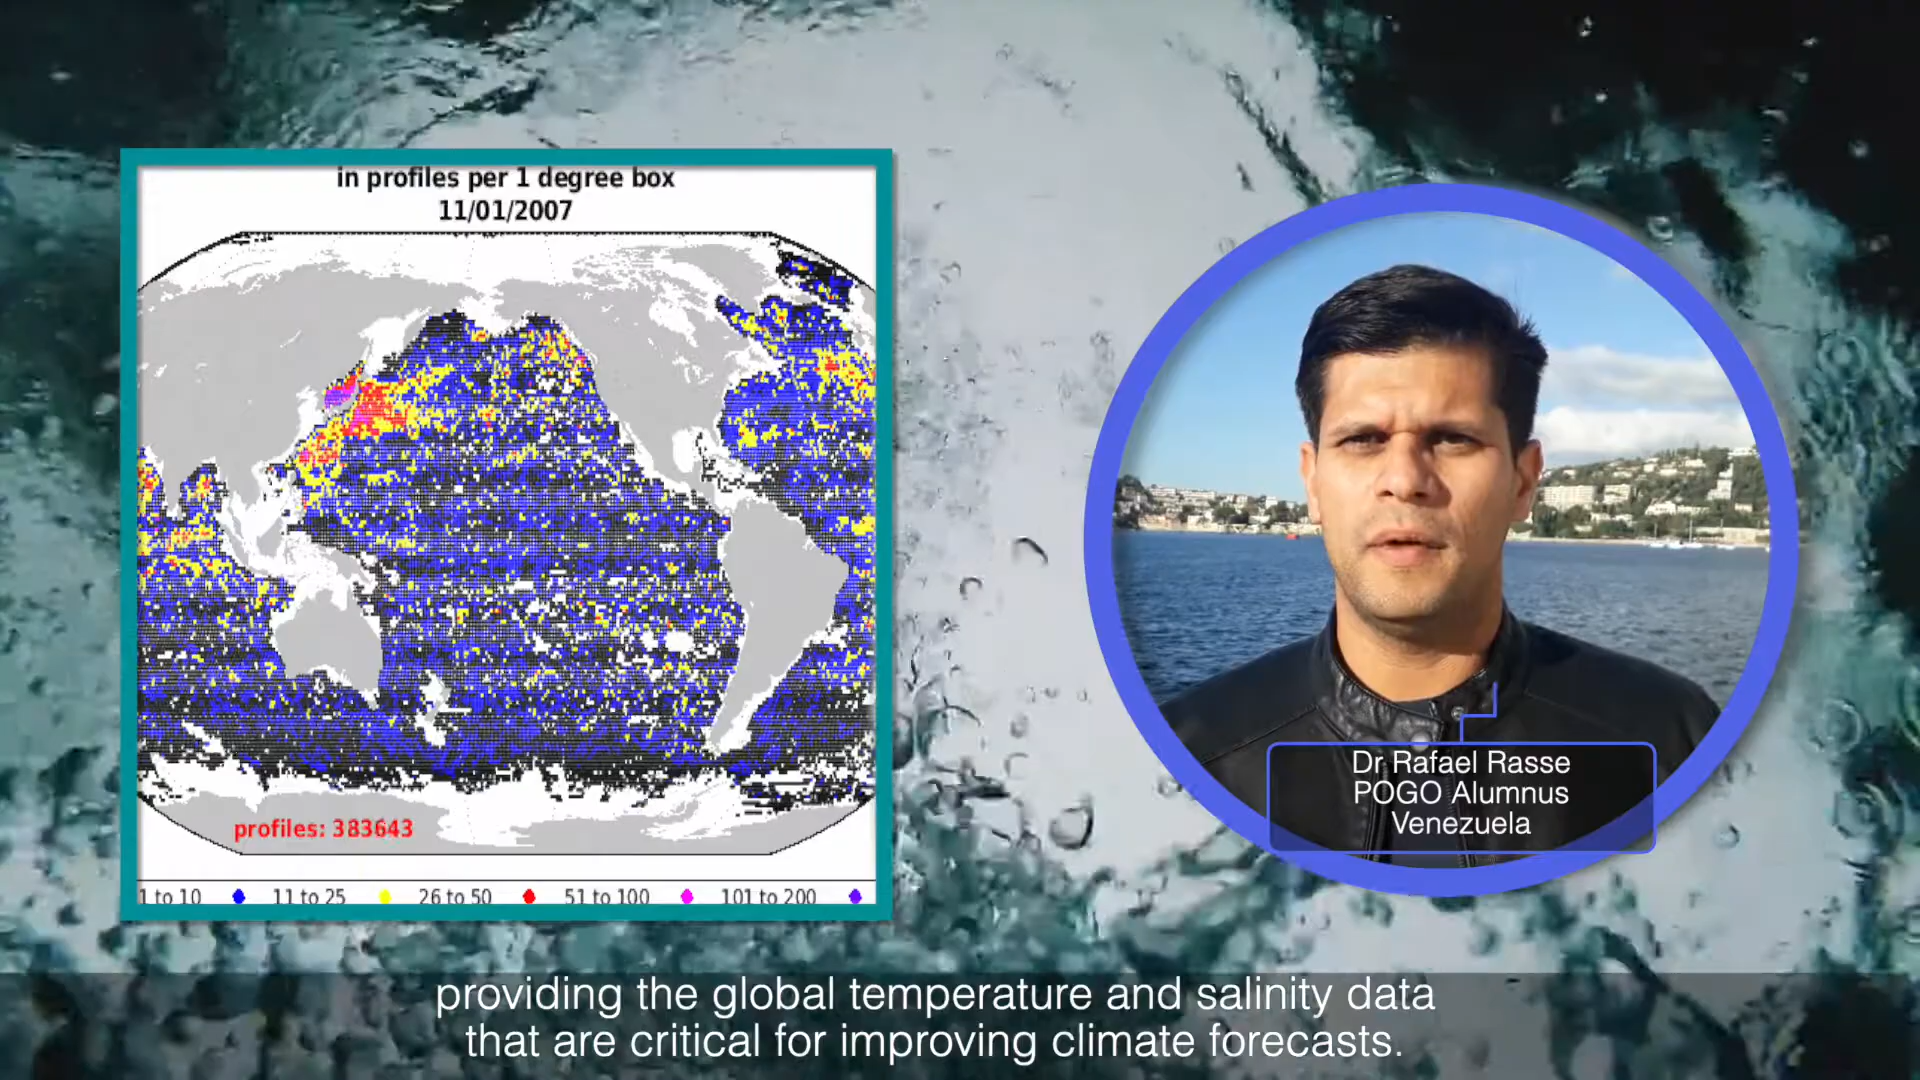 in profiles per 1 degree box
11/01/2007
profiles: 383643
1 to 10 11 to 25 26 to 50 51 to 100 101 to 200
Dr Rafael Rasse
POGO Alumnus
Venezuela
providing the global temperature and salinity data
that are critical for improving climate forecasts.